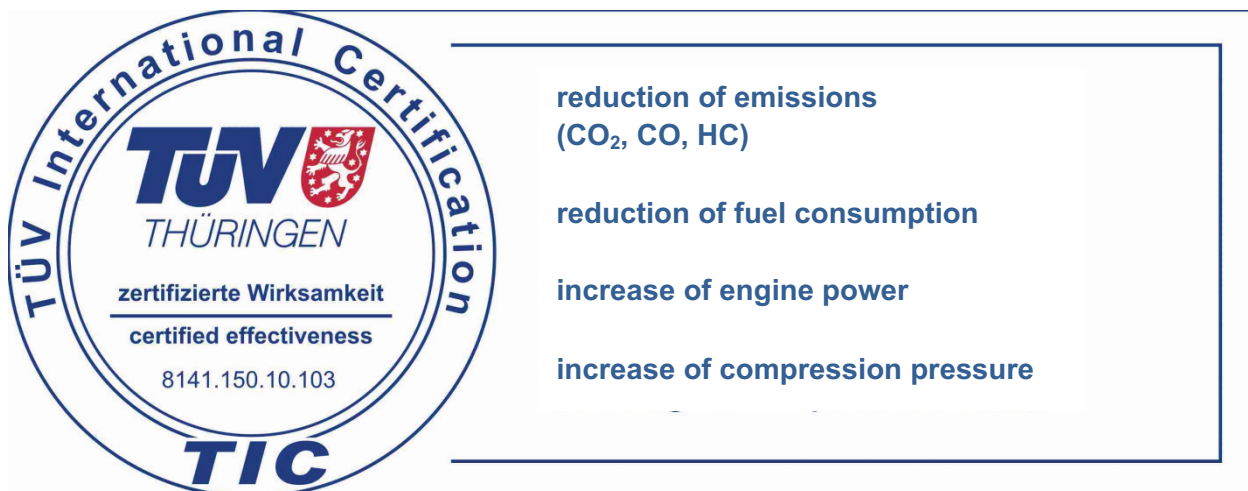 TÜV International Certification
TÜV
THÜRINGEN
zertifizierte Wirksamkeit
certified effectiveness
8141.150.10.103
TIC
reduction of emissions
(CO₂, CO, HC)
reduction of fuel consumption
increase of engine power
increase of compression pressure